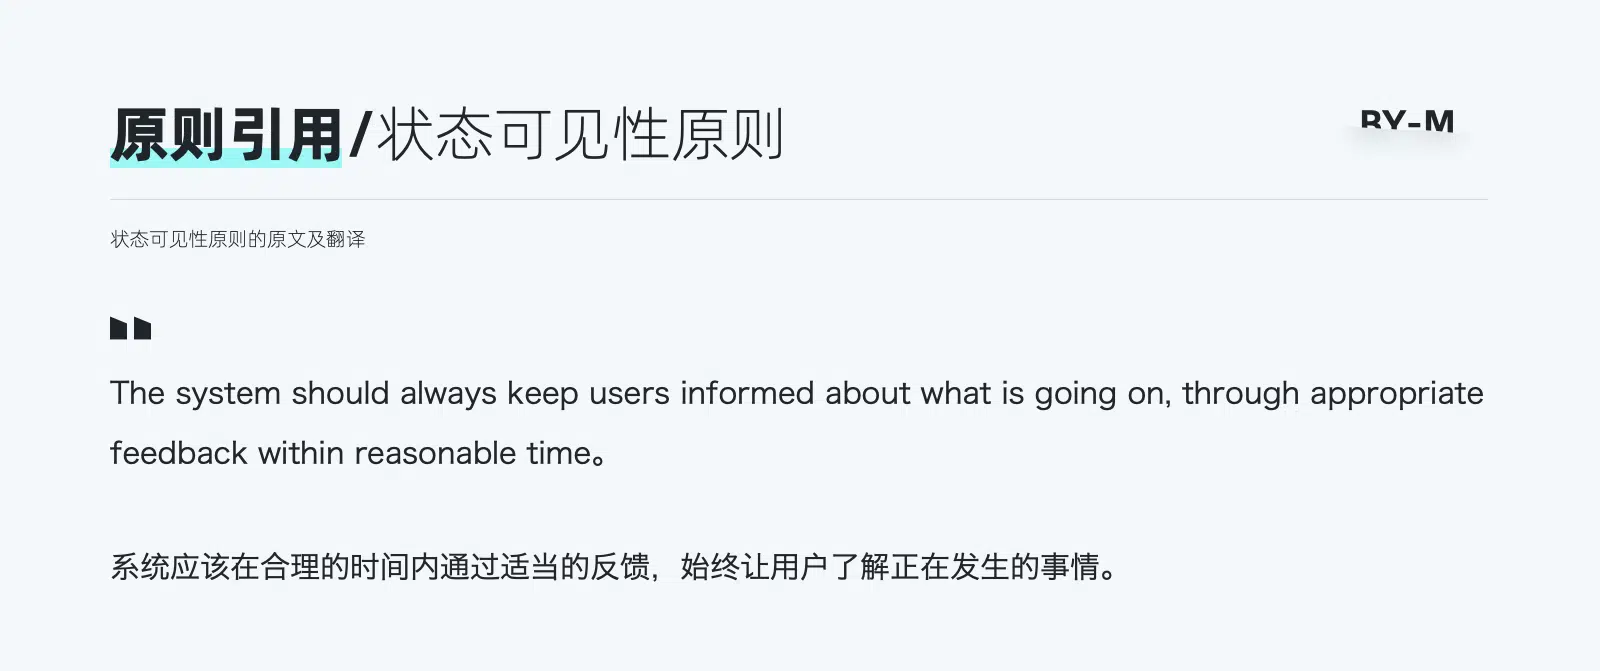 原则引用/状态可见性原则
BY-M
状态可见性原则的原文及翻译
The system should always keep users informed about what is going on, through appropriate
feedback within reasonable time。
系统应该在合理的时间内通过适当的反馈，始终让用户了解正在发生的事情。